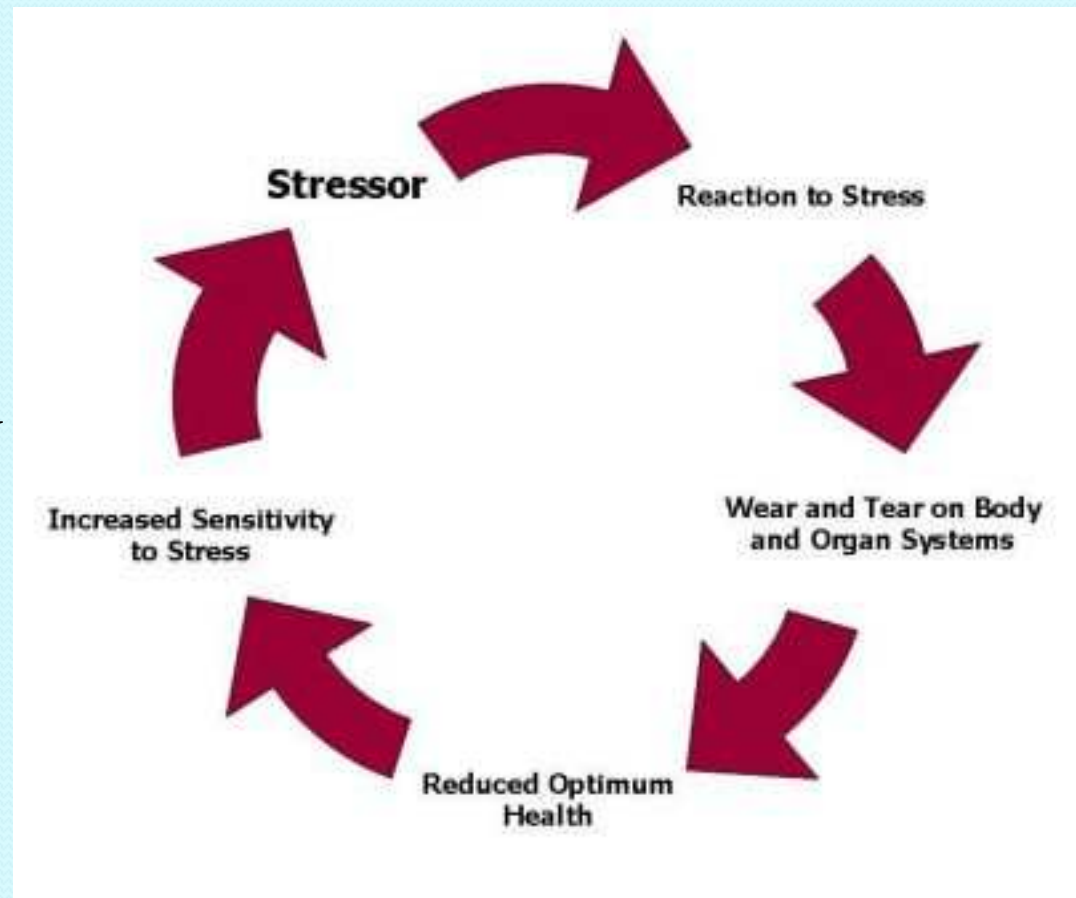 Stressor
Reaction to Stress
Wear and Tear on Body
and Organ Systems
Reduced Optimum
Health
Increased Sensitivity
to Stress